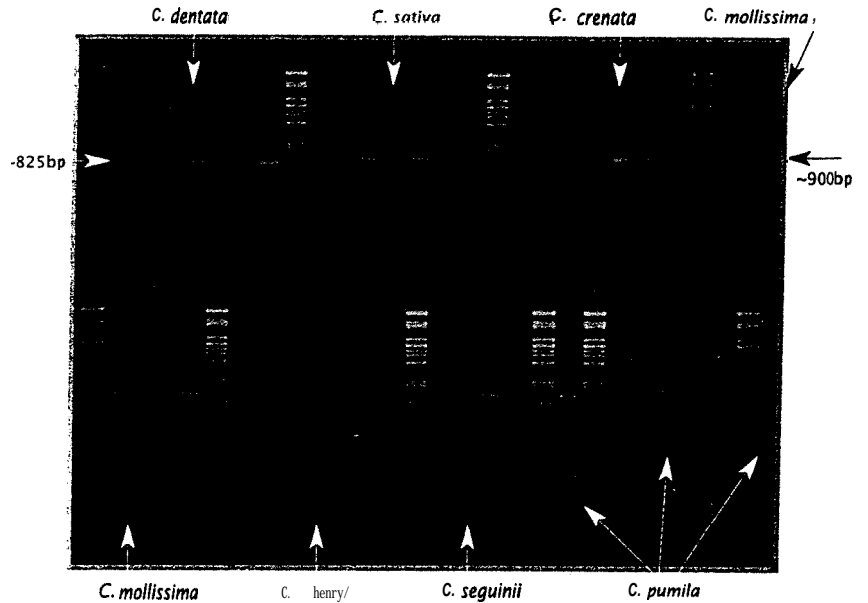 C. dentata
C. sativa
C. crenata
C. mollissima,
-825bp
~900bp
C. mollissima
C. henry/
C. seguinii
C. pumila